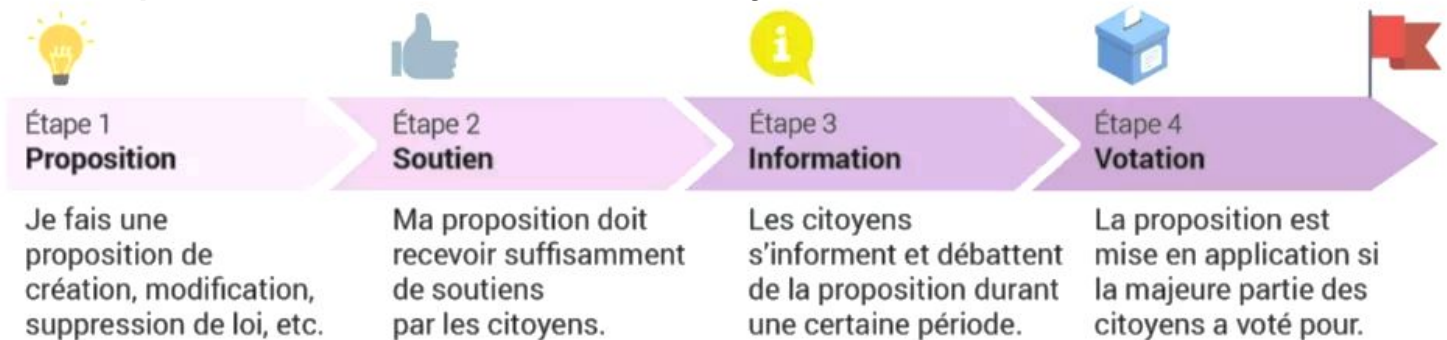 Étape 1
Proposition
Je fais une
proposition de
création, modification,
suppression de loi, etc.
Étape 2
Soutien
Ma proposition doit
recevoir suffisamment
de soutiens
par les citoyens.
Étape 3
Information
Les citoyens
s'informent et débattent
de la proposition durant
une certaine période.
Étape 4
Votation
La proposition est
mise en application si
la majeure partie des
citoyens a voté pour.